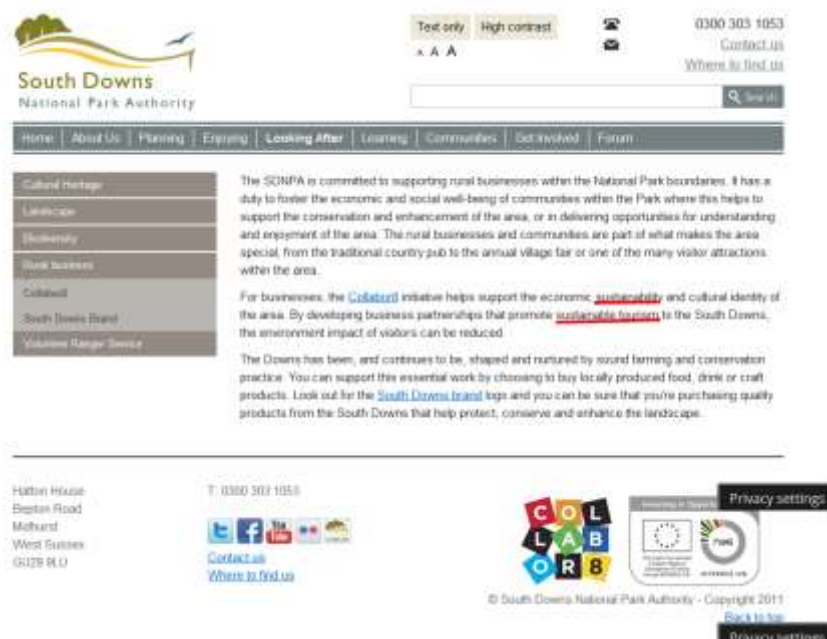 Text only High contrast
A A A
0300 303 1053
Contact us
Where to find us
South Downs
National Park Authority
Search
Home About Us Planning Enjoying Looking After Learning Communities Get Involved Forum
Cultural Heritage
Landscape
Biodiversity
Rural business
Collabor8
South Downs Brand
Volunteer Ranger Service
The SDNPA is committed to supporting rural businesses within the National Park boundaries. It has a
duty to foster the economic and social well-being of communities within the Park where this helps to
support the conservation and enhancement of the area, or in delivering opportunities for understanding
and enjoyment of the area. The rural businesses and communities are part of what makes the area
special, from the traditional country pub to the annual village fair or one of the many visitor attractions
within the area.
For businesses, the Collabor8 initiative helps support the economic sustainability and cultural identity of
the area. By developing business partnerships that promote sustainable tourism to the South Downs,
the environment impact of visitors can be reduced.
The Downs has been, and continues to be, shaped and nurtured by sound farming and conservation
practice. You can support this essential work by choosing to buy locally produced food, drink or craft
products. Look out for the South Downs brand logo and you can be sure that you're purchasing quality
products from the South Downs that help protect, conserve and enhance the landscape.
Hatton House
Bepton Road
Midhurst
West Sussex
GU29 9LU
T: 0300 303 1053
You Tube
Contact us
Where to find us
COL
LAB
OR8
Investing in
Privacy settings
© South Downs National Park Authority - Copyright 2011
Back to top
Privacy settings